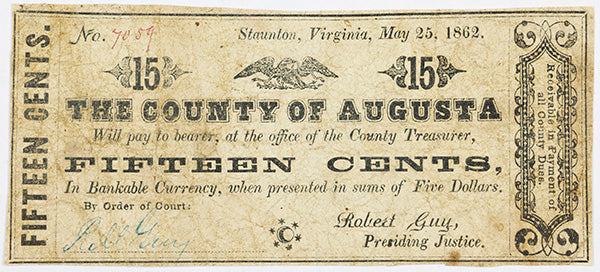 FIFTEEN CENTS.
No. 7059
Staunton, Virginia, May 25, 1862.
15 15
THE COUNTY OF AUGUSTA
Will pay to bearer, at the office of the County Treasurer,
FIFTEEN CENTS,
In Bankable Currency, when presented in sums of Five Dollars.
By Order of Court:
Robert Guy,
Presiding Justice.
Receivable in Payment of
all County Dues.